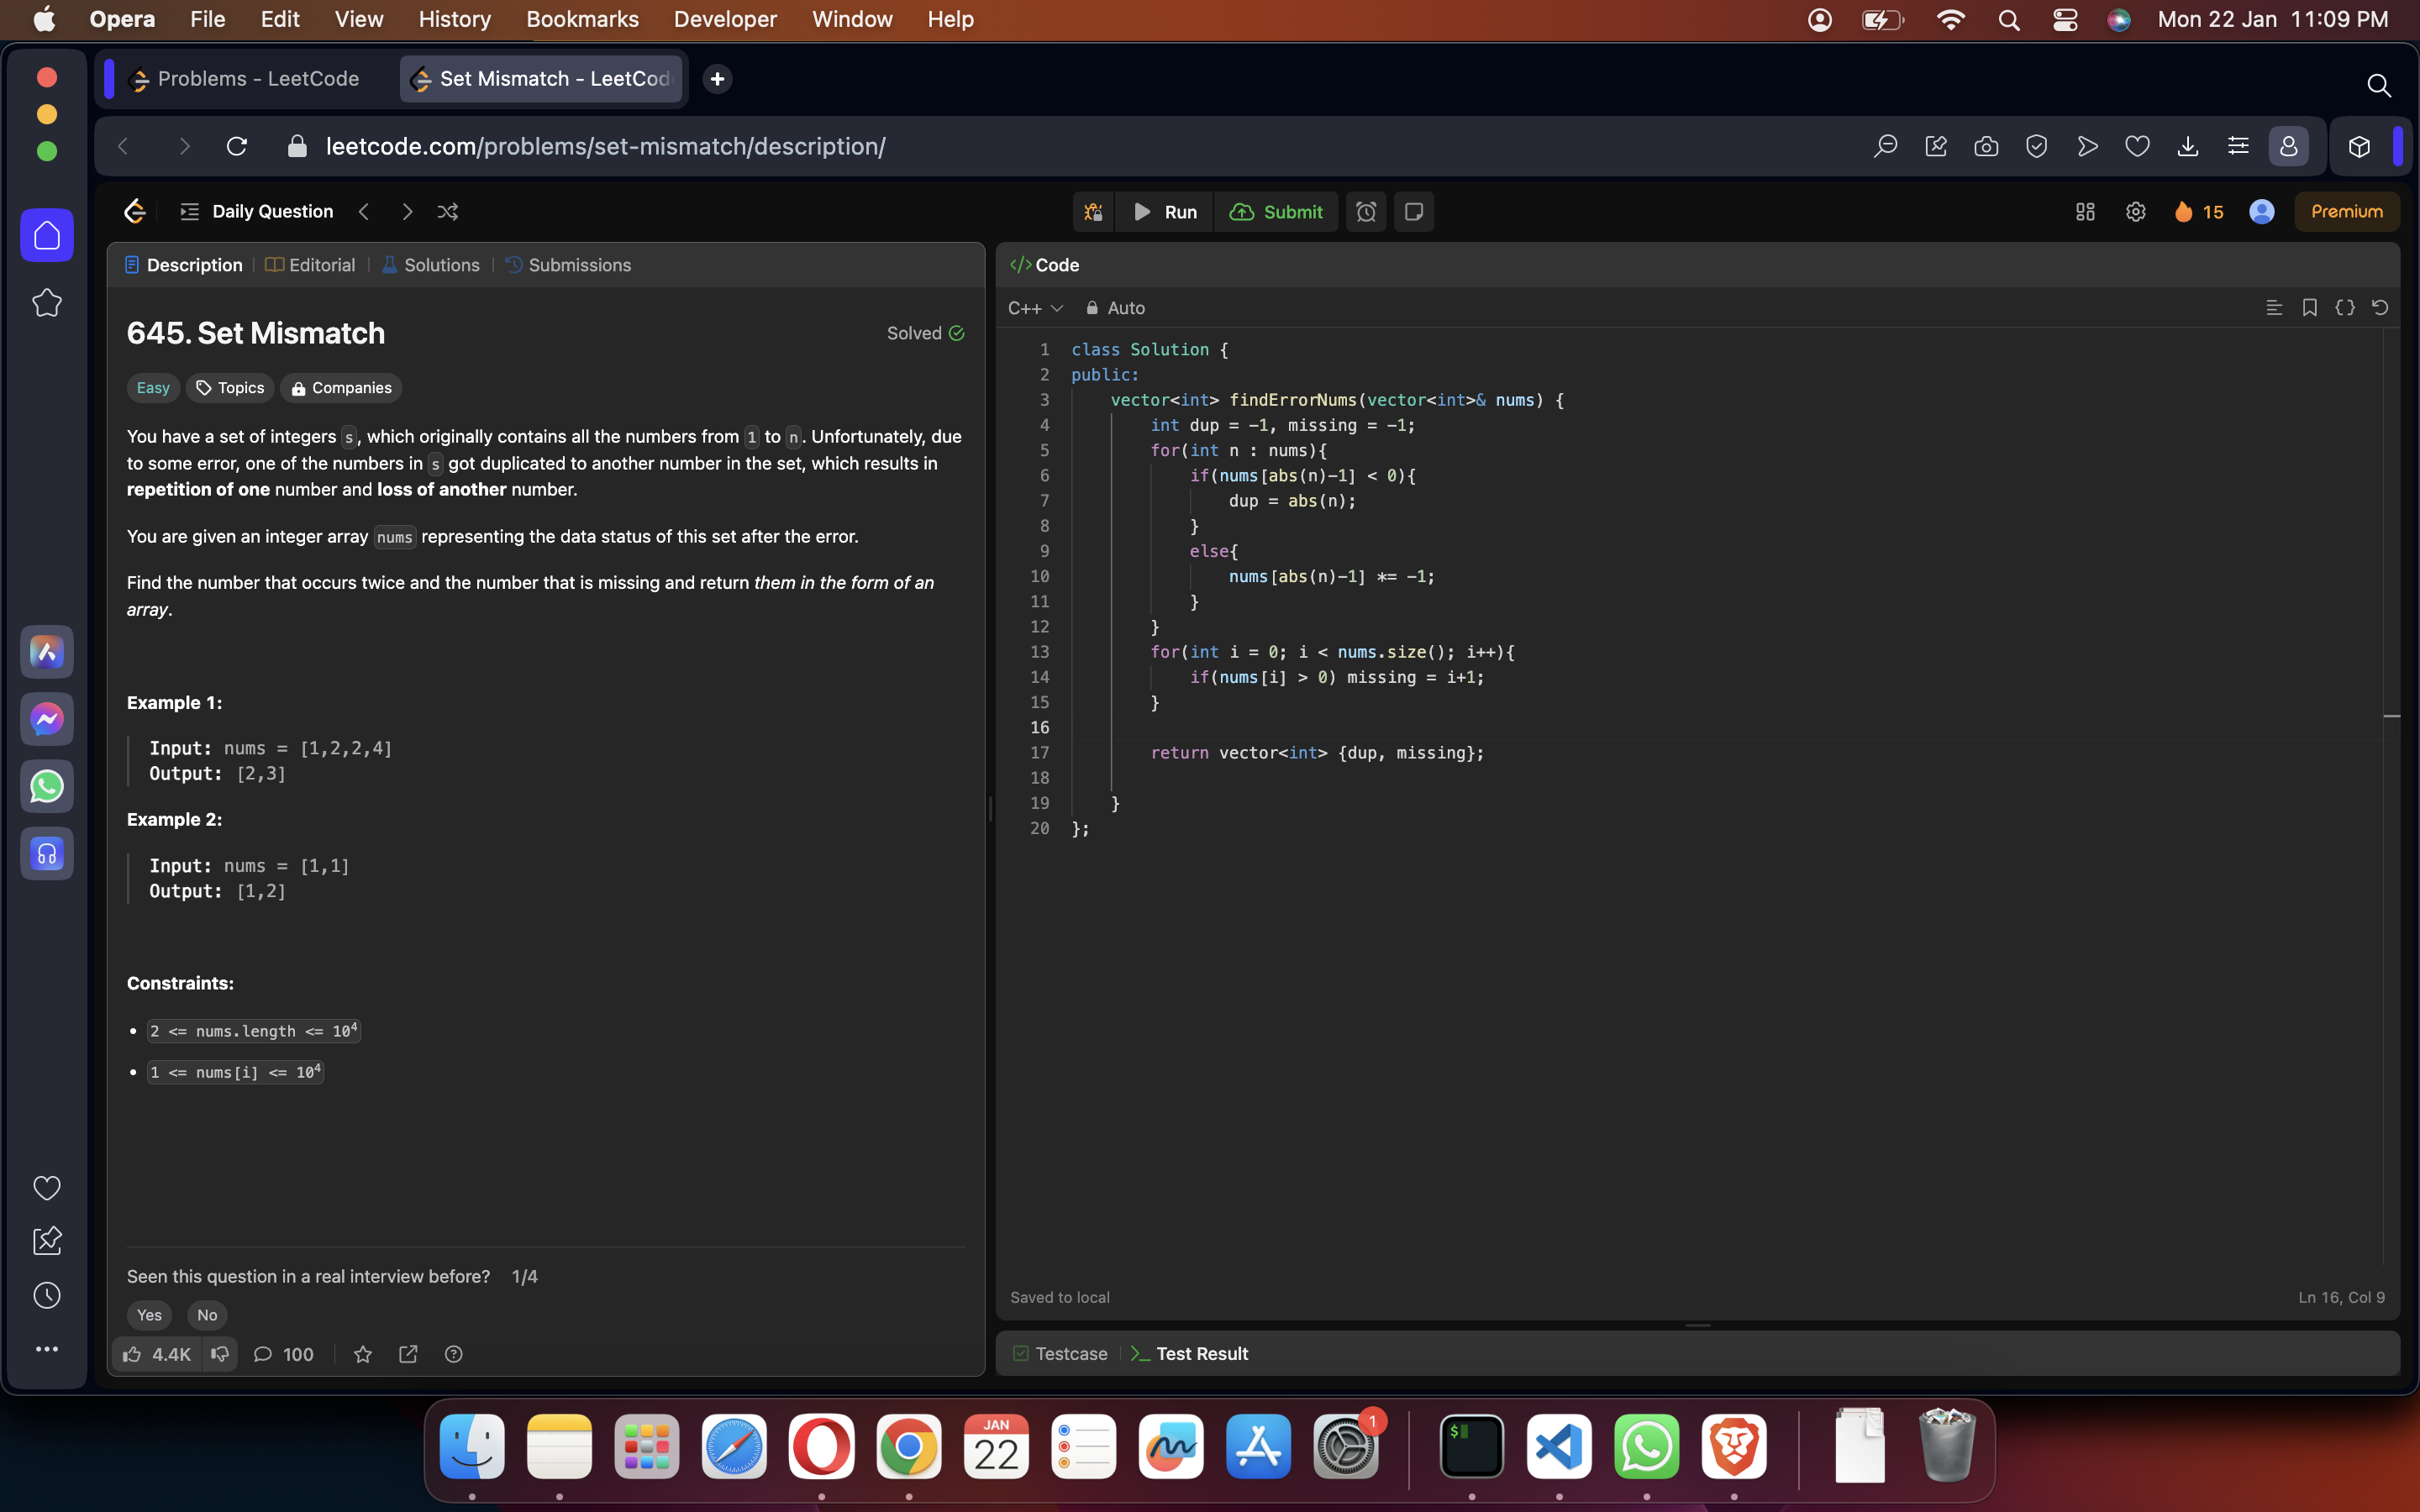 Opera File Edit View History Bookmarks Developer Window Help Mon 22 Jan 11:09 PM
Problems - LeetCode Set Mismatch - LeetCod
leetcode.com/problems/set-mismatch/description/
Daily Question Run Submit 15 Premium
Description Editorial Solutions Submissions
645. Set Mismatch Solved
Easy Topics Companies
You have a set of integers s, which originally contains all the numbers from 1 to n. Unfortunately, due
to some error, one of the numbers in s got duplicated to another number in the set, which results in
repetition of one number and loss of another number.
You are given an integer array nums representing the data status of this set after the error.
Find the number that occurs twice and the number that is missing and return them in the form of an
array.
Example 1:
Input: nums = [1,2,2,4]
Output: [2,3]
Example 2:
Input: nums = [1,1]
Output: [1,2]
Constraints:
• 2 <= nums.length <= 10⁴
• 1 <= nums[i] <= 10⁴
Seen this question in a real interview before? 1/4
Yes No
4.4K 100
</> Code
C++ Auto
1 class Solution {
2 public:
3     vector<int> findErrorNums(vector<int>& nums) {
4         int dup = -1, missing = -1;
5         for(int n : nums){
6             if(nums[abs(n)-1] < 0){
7                 dup = abs(n);
8             }
9             else{
10                 nums[abs(n)-1] *= -1;
11             }
12         }
13         for(int i = 0; i < nums.size(); i++){
14             if(nums[i] > 0) missing = i+1;
15         }
16
17         return vector<int> {dup, missing};
18
19     }
20 };
Saved to local Ln 16, Col 9
Testcase >_ Test Result
JAN
22
1
$